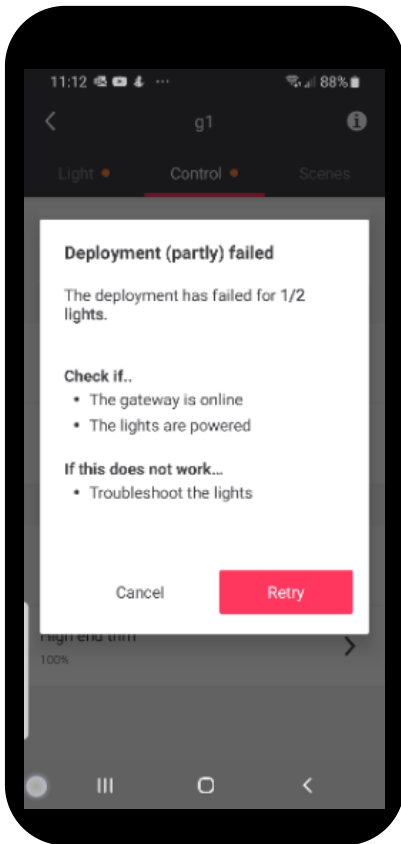 11:12 88%
g1
Light Control Scenes
Deployment (partly) failed
The deployment has failed for 1/2
lights.
Check if..
• The gateway is online
• The lights are powered
If this does not work...
• Troubleshoot the lights
Cancel Retry
High end trim
100%